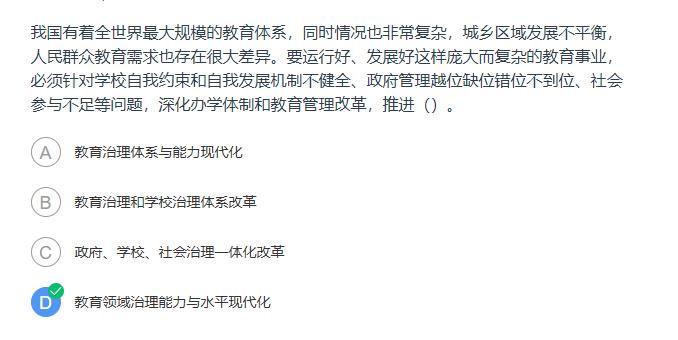 我国有着全世界最大规模的教育体系，同时情况也非常复杂，城乡区域发展不平衡，
人民群众教育需求也存在很大差异。要运行好、发展好这样庞大而复杂的教育事业，
必须针对学校自我约束和自我发展机制不健全、政府管理越位缺位错位不到位、社会
参与不足等问题，深化办学体制和教育管理改革，推进（）。
A 教育治理体系与能力现代化
B 教育治理和学校治理体系改革
C 政府、学校、社会治理一体化改革
D 教育领域治理能力与水平现代化